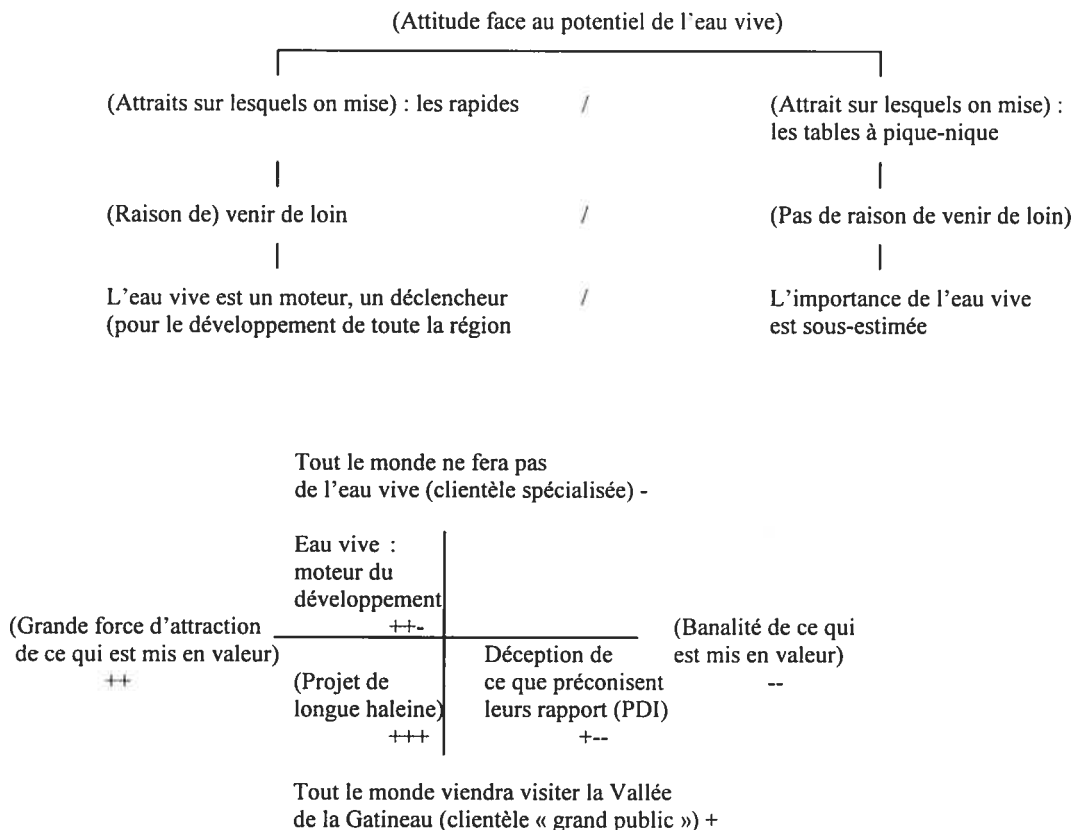 (Attitude face au potentiel de l'eau vive)
(Attraits sur lesquels on mise) : les rapides / (Attrait sur lesquels on mise) :
les tables à pique-nique
(Raison de) venir de loin / (Pas de raison de venir de loin)
L'eau vive est un moteur, un déclencheur / L'importance de l'eau vive
(pour le développement de toute la région est sous-estimée
Tout le monde ne fera pas
de l'eau vive (clientèle spécialisée) -
Eau vive :
moteur du
développement
++-
(Grande force d'attraction
de ce qui est mis en valeur)
++
(Banalité de ce qui
est mis en valeur)
--
(Projet de
longue haleine)
+++
Déception de
ce que préconisent
leurs rapport (PDI)
+--
Tout le monde viendra visiter la Vallée
de la Gatineau (clientèle « grand public ») +